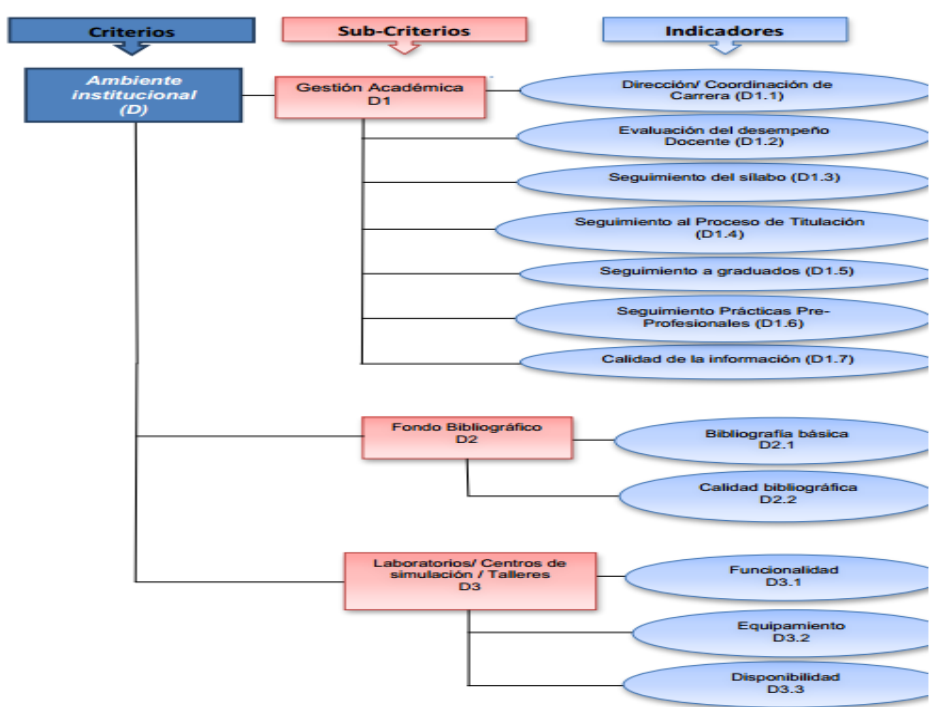 Criterios
Sub-Criterios
Indicadores
Ambiente
institucional
(D)
Gestión Académica
D1
Dirección/ Coordinación de
Carrera (D1.1)
Evaluación del desempeño
Docente (D1.2)
Seguimiento del sílabo (D1.3)
Seguimiento al Proceso de Titulación
(D1.4)
Seguimiento a graduados (D1.5)
Seguimiento Prácticas Pre-
Profesionales (D1.6)
Calidad de la información (D1.7)
Fondo Bibliográfico
D2
Bibliografía básica
D2.1
Calidad bibliográfica
D2.2
Laboratorios/ Centros de
simulación / Talleres
D3
Funcionalidad
D3.1
Equipamiento
D3.2
Disponibilidad
D3.3